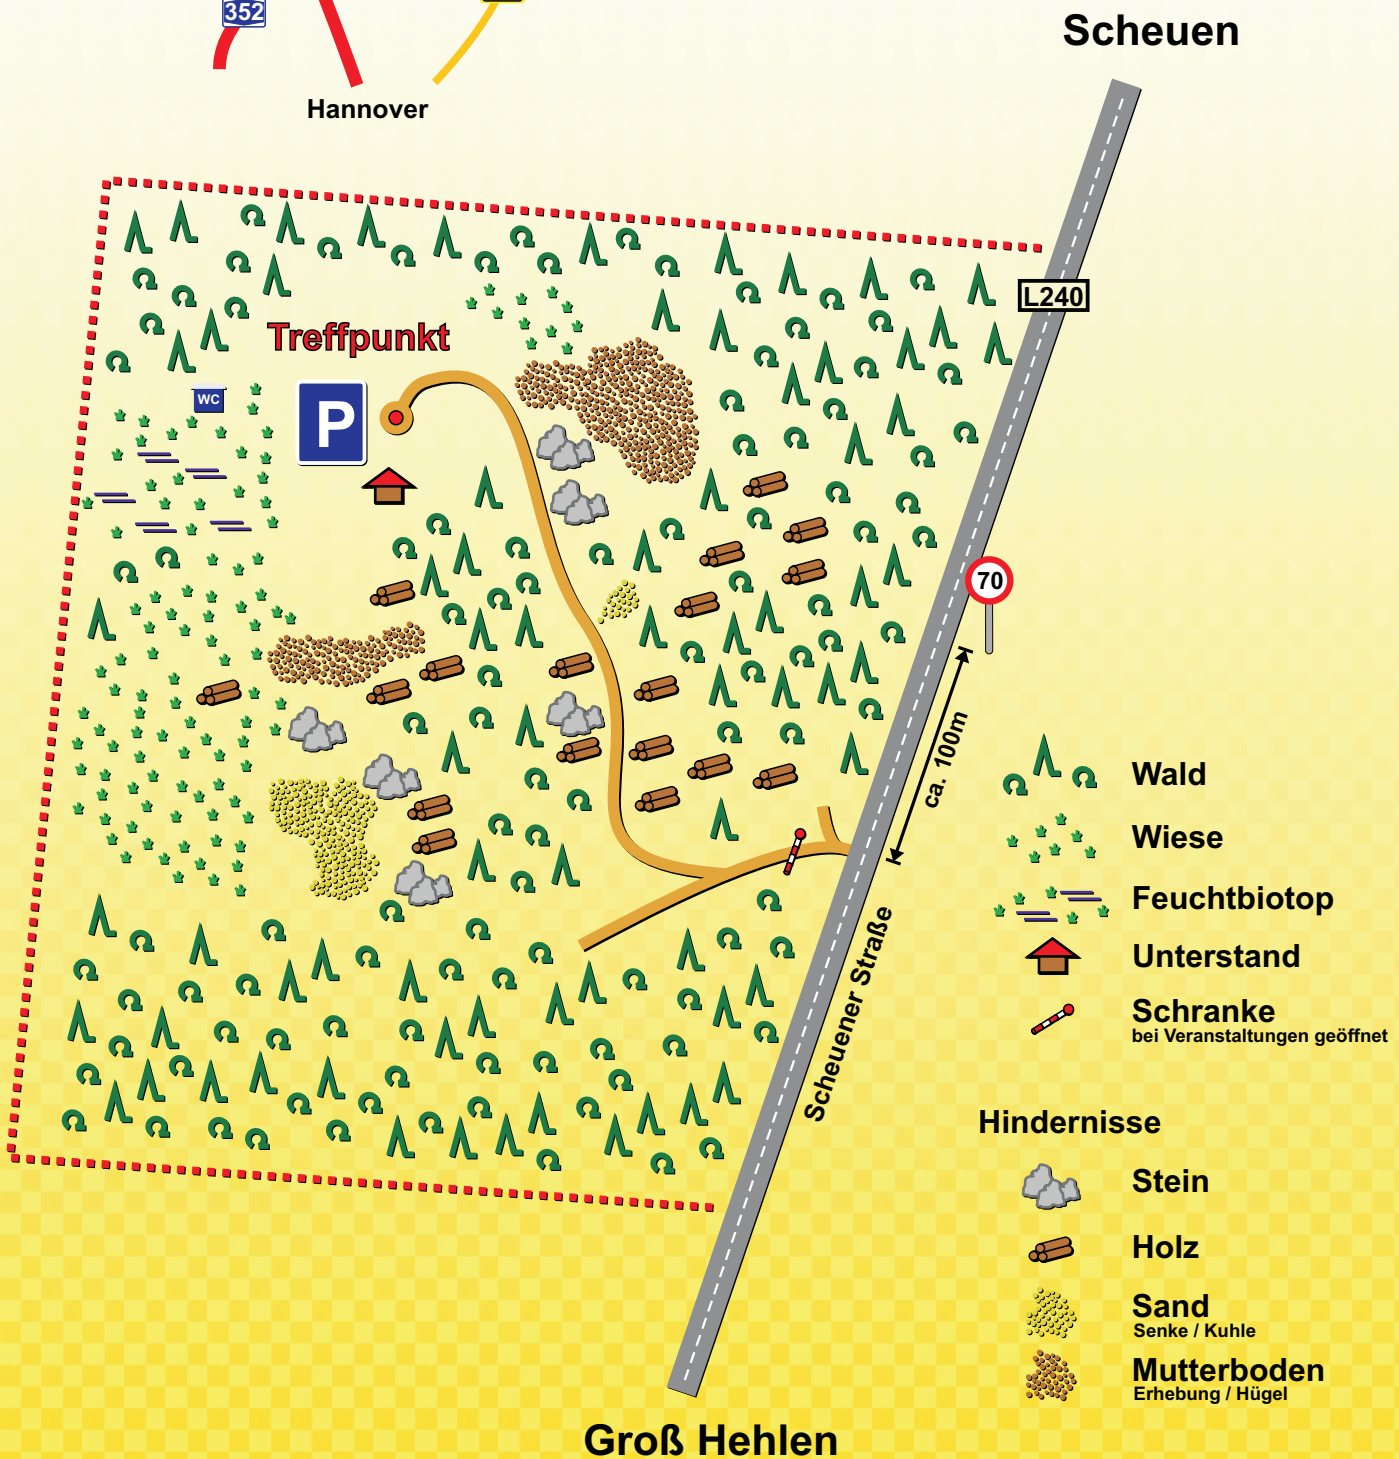 352
Hannover
Scheuen
L240
Treffpunkt
WC
P
70
ca. 100m
Scheuener Straße
Wald
Wiese
Feuchtbiotop
Unterstand
Schranke
bei Veranstaltungen geöffnet
Hindernisse
Stein
Holz
Sand
Senke / Kuhle
Mutterboden
Erhebung / Hügel
Groß Hehlen